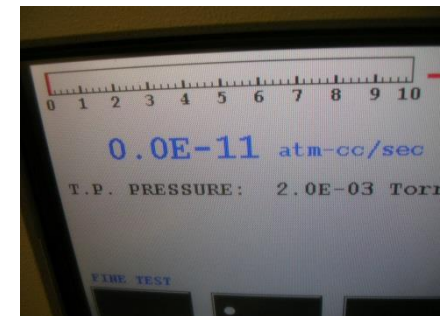 0 1 2 3 4 5 6 7 8 9 10
0.0E-11 atm-cc/sec
T.P. PRESSURE: 2.0E-03 Torr
FINE TEST